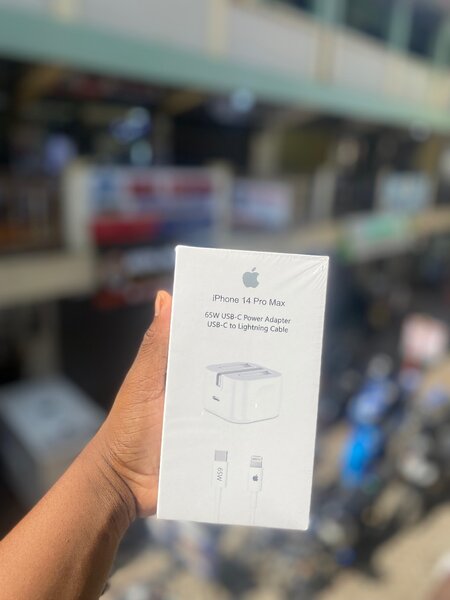 iPhone 14 Pro Max
65W USB-C Power Adapter
USB-C to Lightning Cable
65W